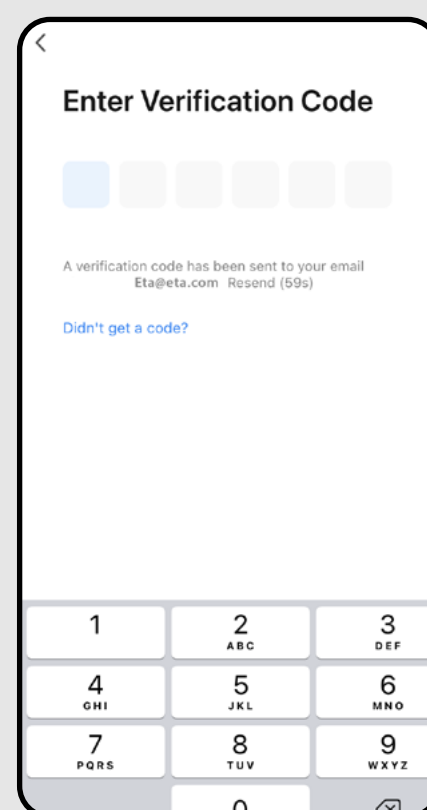 Enter Verification Code
A verification code has been sent to your email
Eta@eta.com Resend (59s)
Didn't get a code?
1 2 3
ABC DEF
4 5 6
GHI JKL MNO
7 8 9
PQRS TUV WXYZ
0